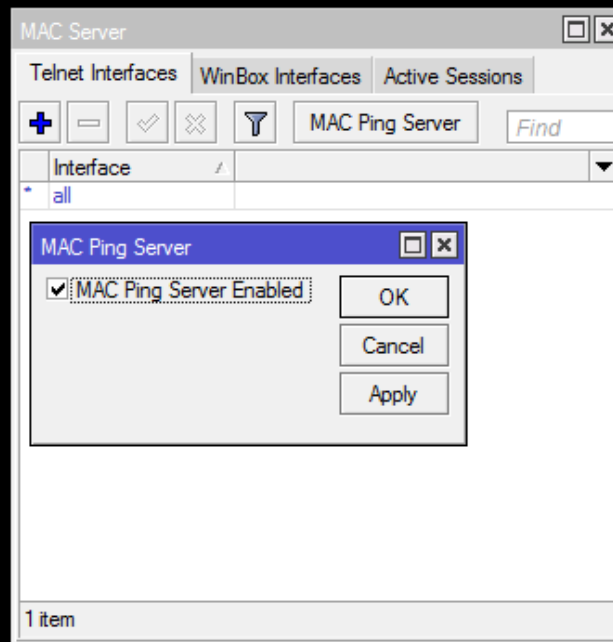 MAC Server
Telnet Interfaces WinBox Interfaces Active Sessions
MAC Ping Server Find
Interface
* all
MAC Ping Server
MAC Ping Server Enabled OK
Cancel
Apply
1 item